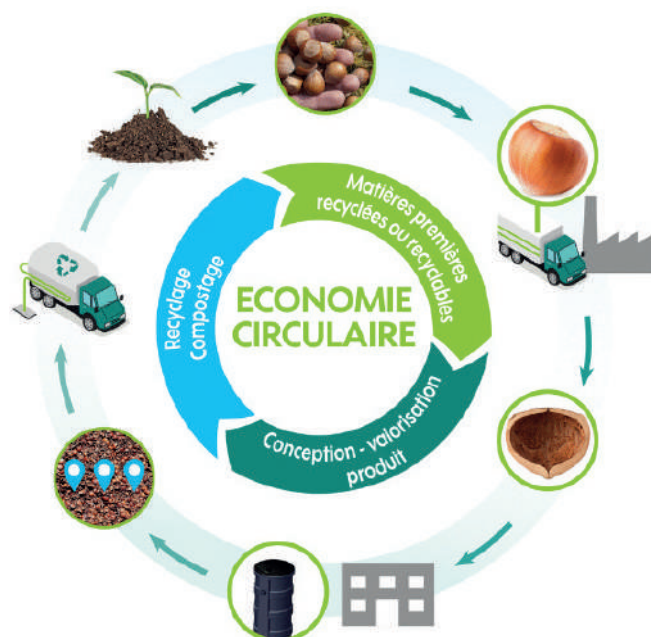 Matières premières
recyclées ou recyclables
ECONOMIE
CIRCULAIRE
Recyclage
Compostage
Conception - valorisation
produit